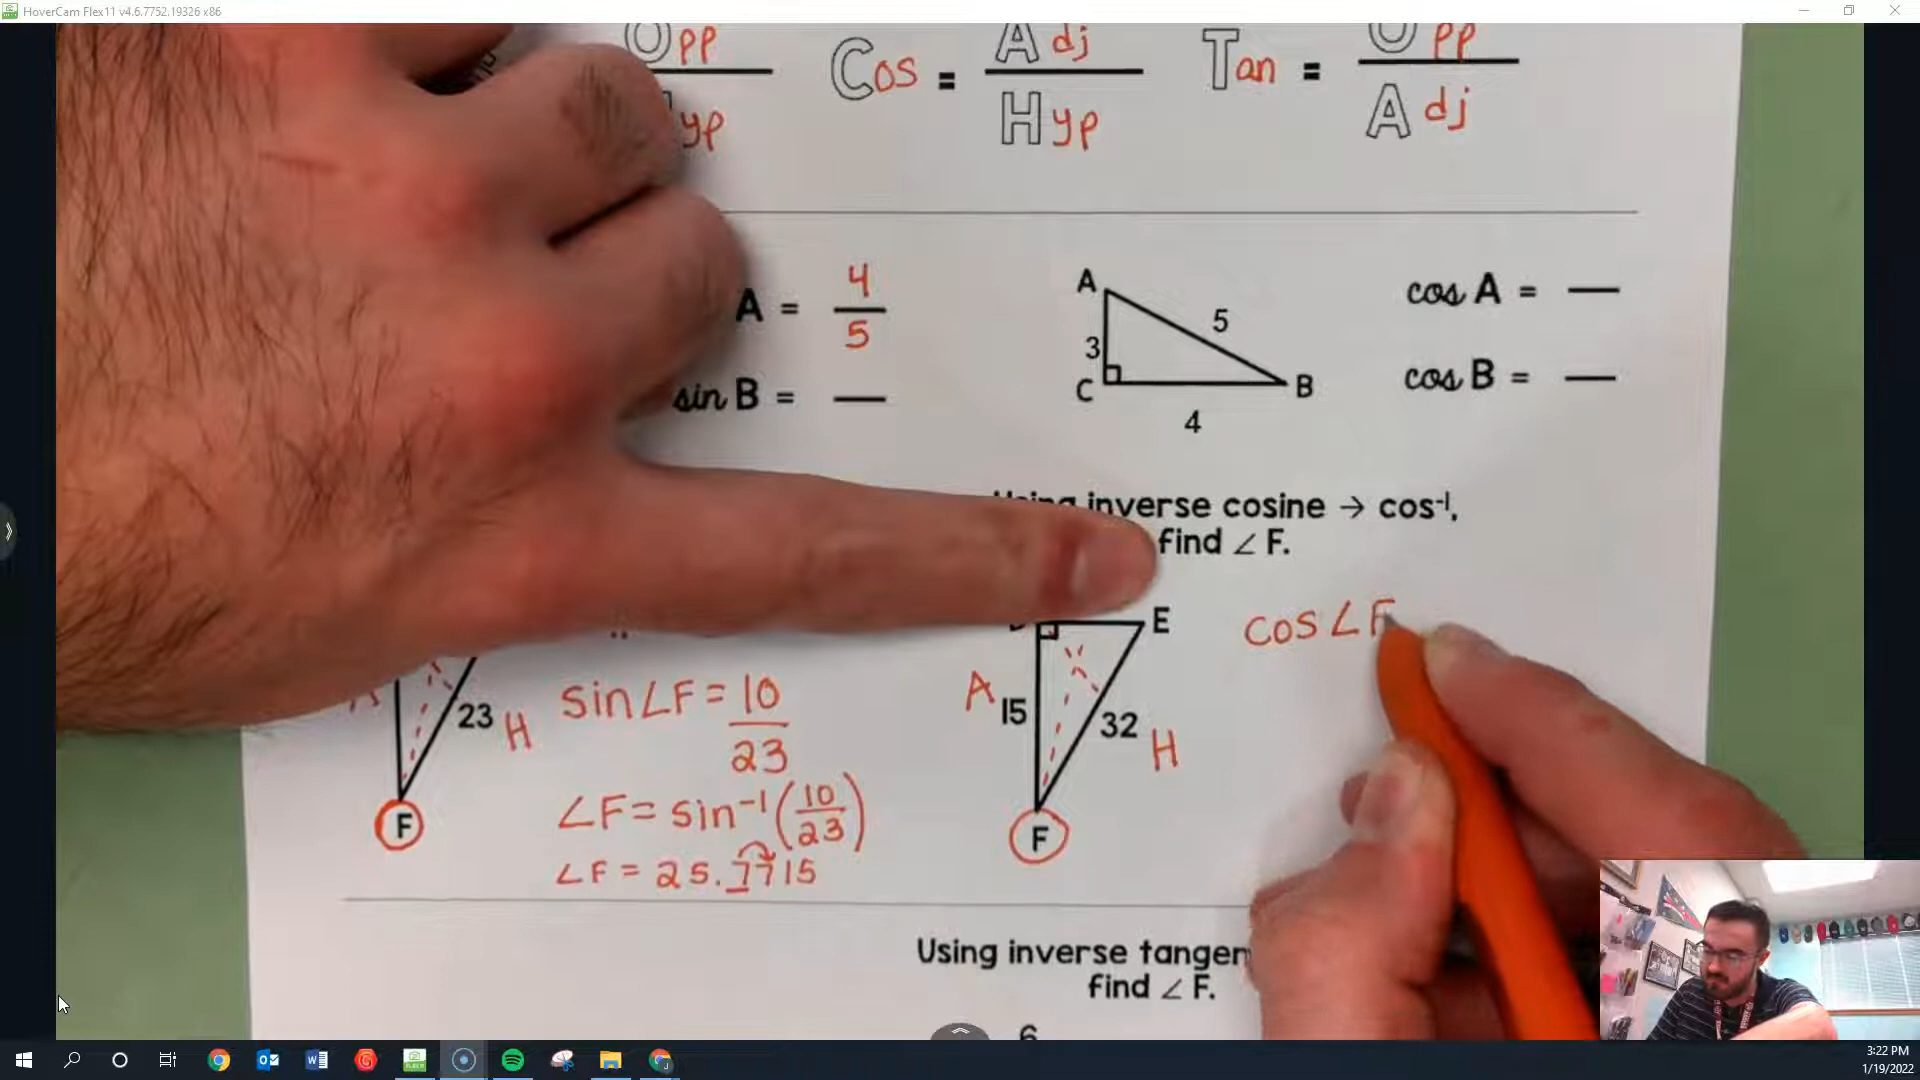 HoverCam Flex11 v4.6.7752.19326 x86
Opp
yp
Cos = Adj
Hyp
Tan = Opp
Adj
A = 4
5
sin B =
A
3
5
C
B
4
cos A =
cos B =
inverse cosine → cos⁻¹,
find ∠ F.
23 H
F
sin∠F = 10
23
∠F = sin⁻¹(10
23)
∠F = 25.7715
E
A 15
32 H
F
cos∠F
Using inverse tangen
find ∠ F.
6
3:22 PM
1/19/2022